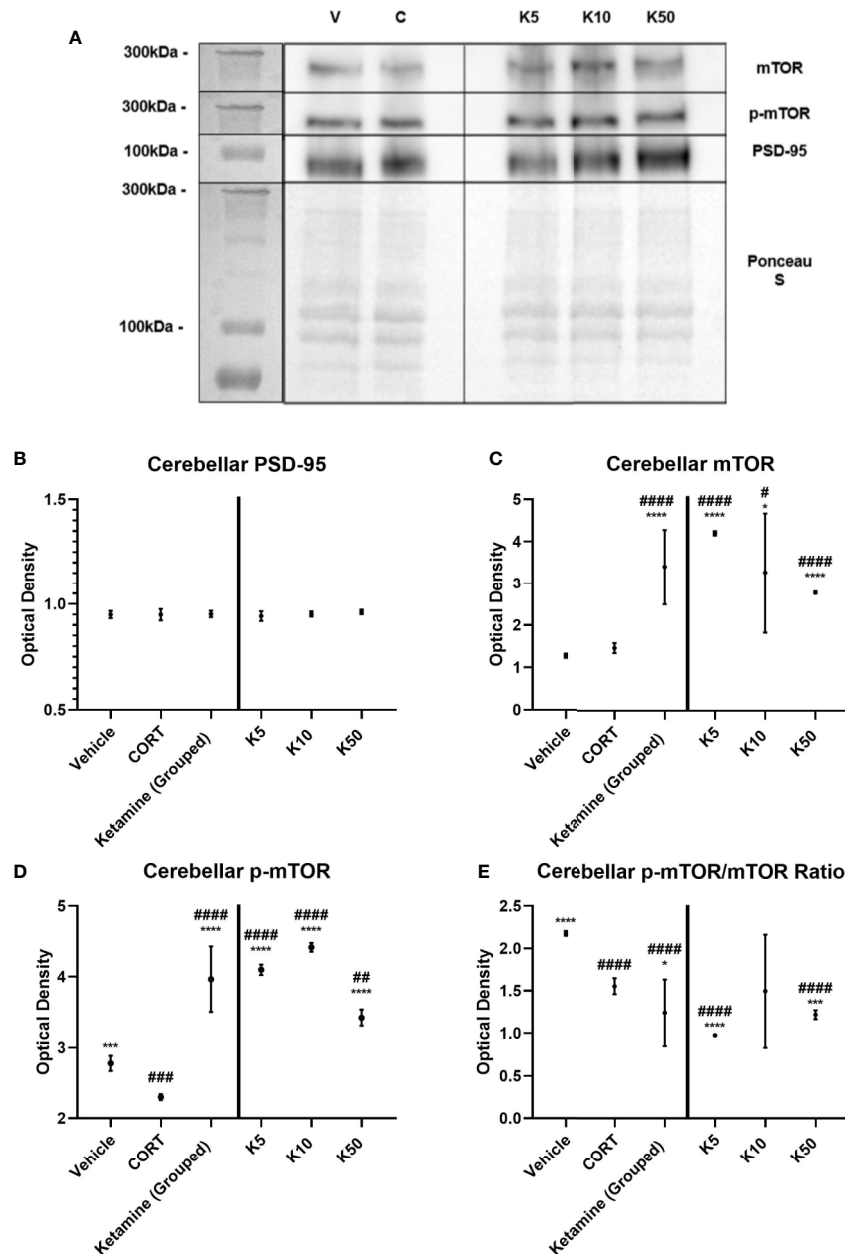 V C K5 K10 K50
A
300kDa - mTOR
300kDa - p-mTOR
100kDa - PSD-95
300kDa -
Ponceau
S
100kDa -
B
Cerebellar PSD-95
1.5
1.0
0.5
Optical Density
Vehicle
CORT
Ketamine (Grouped)
K5
K10
K50
C
Cerebellar mTOR
5
4
3
2
1
0
Optical Density
####
****
####
****
#
*
####
****
Vehicle
CORT
Ketamine (Grouped)
K5
K10
K50
D
Cerebellar p-mTOR
5
4
3
2
Optical Density
***
###
####
****
####
****
####
****
##
****
Vehicle
CORT
Ketamine (Grouped)
K5
K10
K50
E
Cerebellar p-mTOR/mTOR Ratio
2.5
2.0
1.5
1.0
0.5
0.0
Optical Density
****
####
####
*
####
****
####
***
Vehicle
CORT
Ketamine (Grouped)
K5
K10
K50